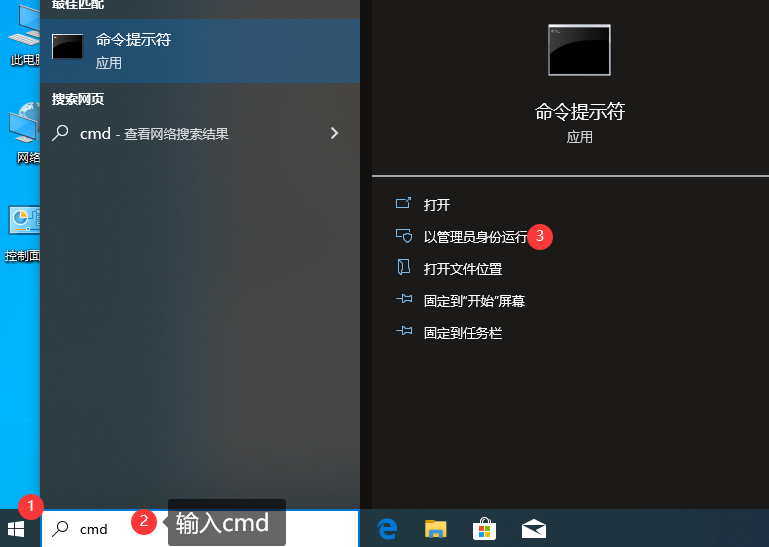 最佳匹配
命令提示符
应用
搜索网页
cmd - 查看网络搜索结果
此电脑
网络
控制面
命令提示符
应用
打开
以管理员身份运行 3
打开文件位置
固定到"开始"屏幕
固定到任务栏
1
cmd
2
输入cmd